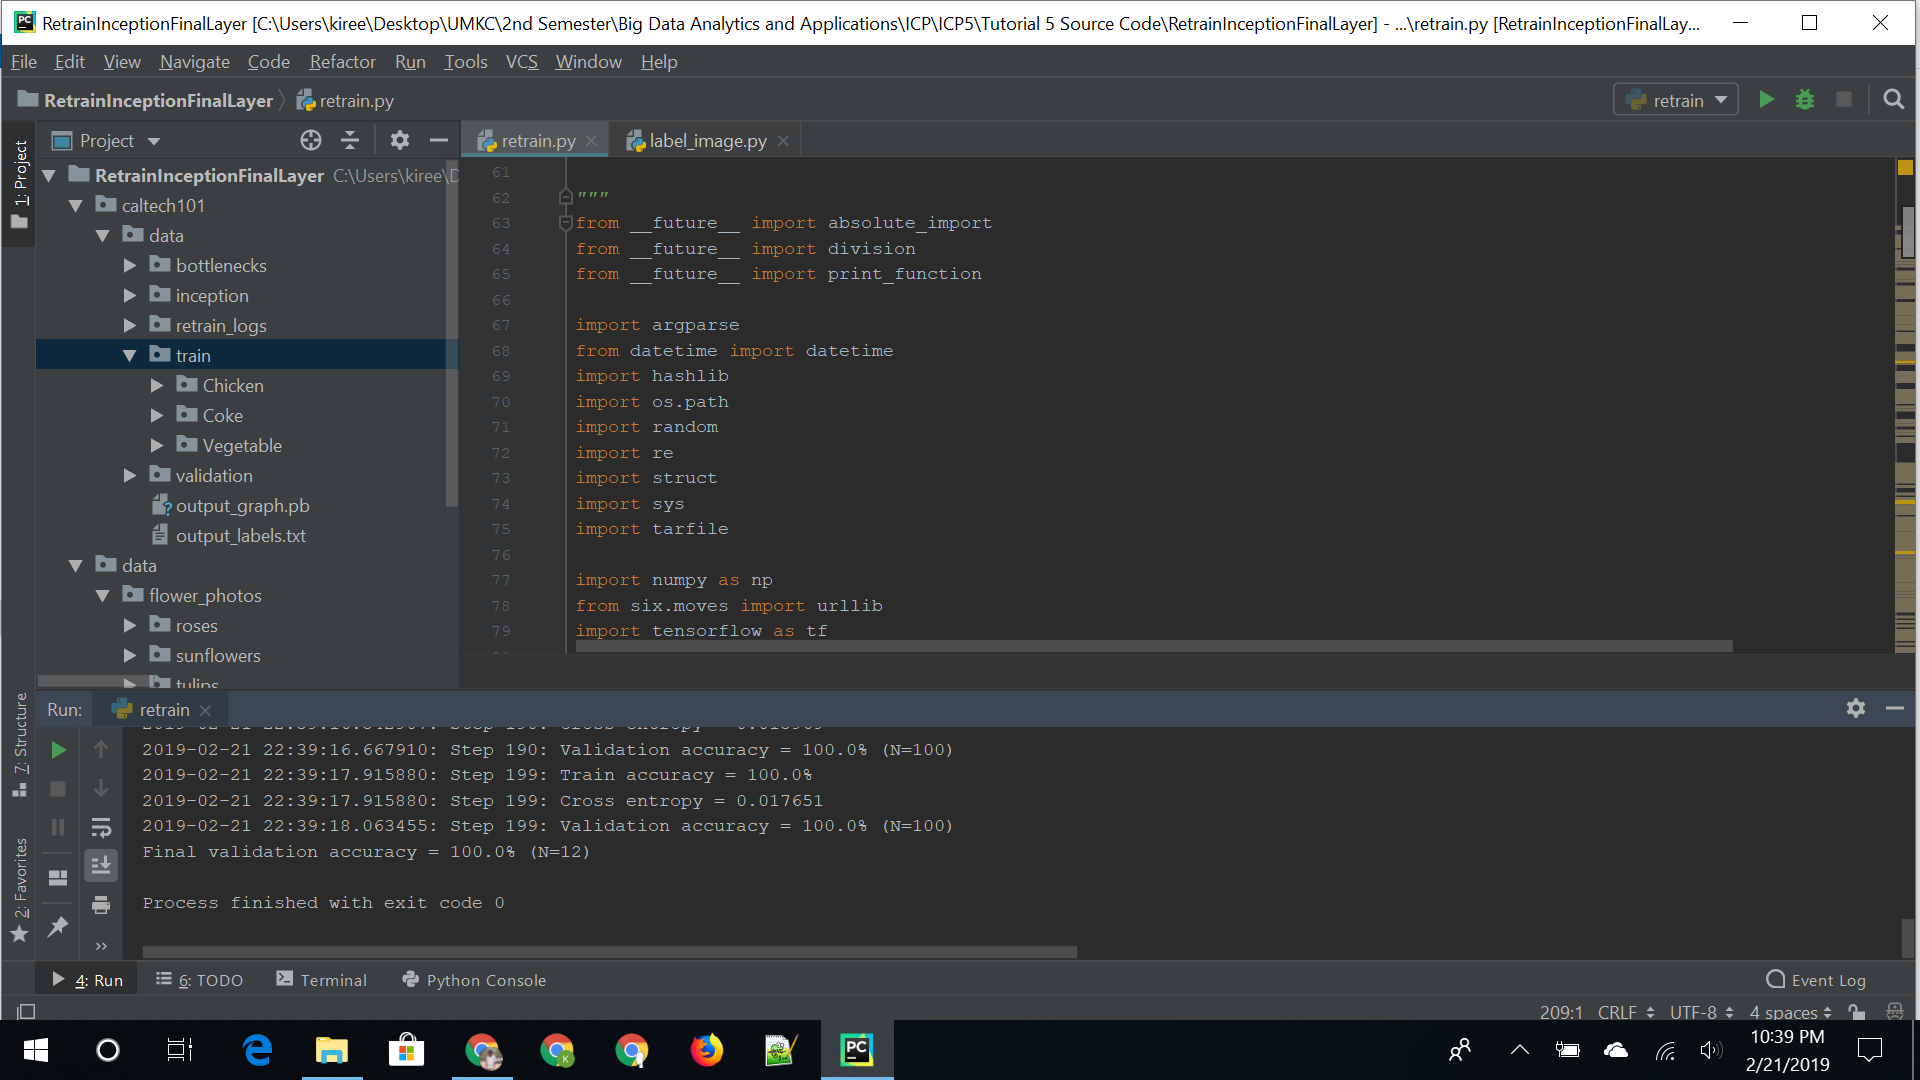 RetrainInceptionFinalLayer [C:\Users\kiree\Desktop\UMKC\2nd Semester\Big Data Analytics and Applications\ICP\ICP5\Tutorial 5 Source Code\RetrainInceptionFinalLayer] - ...\retrain.py [RetrainInceptionFinalLay...
File Edit View Navigate Code Refactor Run Tools VCS Window Help
RetrainInceptionFinalLayer retrain.py
retrain
1: Project
Project
RetrainInceptionFinalLayer C:\Users\kiree\D
caltech101
data
bottlenecks
inception
retrain_logs
train
Chicken
Coke
Vegetable
validation
output_graph.pb
output_labels.txt
data
flower_photos
roses
sunflowers
tulips
retrain.py
label_image.py
61
62 """
63 from __future__ import absolute_import
64 from __future__ import division
65 from __future__ import print_function
66
67 import argparse
68 from datetime import datetime
69 import hashlib
70 import os.path
71 import random
72 import re
73 import struct
74 import sys
75 import tarfile
76
77 import numpy as np
78 from six.moves import urllib
79 import tensorflow as tf
7: Structure
2: Favorites
Run: retrain
2019-02-21 22:39:16.667910: Step 190: Validation accuracy = 100.0% (N=100)
2019-02-21 22:39:17.915880: Step 199: Train accuracy = 100.0%
2019-02-21 22:39:17.915880: Step 199: Cross entropy = 0.017651
2019-02-21 22:39:18.063455: Step 199: Validation accuracy = 100.0% (N=100)
Final validation accuracy = 100.0% (N=12)
Process finished with exit code 0
4: Run 6: TODO Terminal Python Console Event Log
209:1 CRLF UTF-8 4 spaces
10:39 PM
2/21/2019